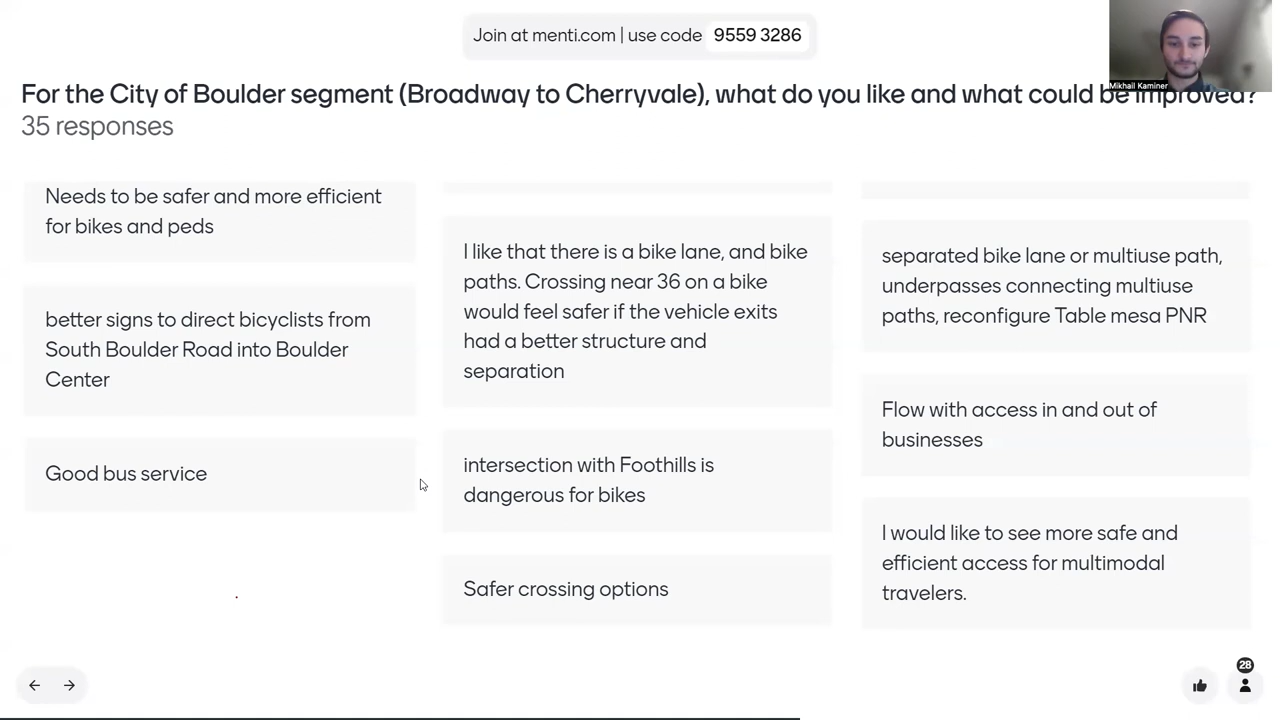 Join at menti.com | use code 9559 3286
For the City of Boulder segment (Broadway to Cherryvale), what do you like and what could be improved?
35 responses
Mikhail Kaminer
Needs to be safer and more efficient
for bikes and peds
better signs to direct bicyclists from
South Boulder Road into Boulder
Center
Good bus service
I like that there is a bike lane, and bike
paths. Crossing near 36 on a bike
would feel safer if the vehicle exits
had a better structure and
separation
intersection with Foothills is
dangerous for bikes
Safer crossing options
separated bike lane or multiuse path,
underpasses connecting multiuse
paths, reconfigure Table mesa PNR
Flow with access in and out of
businesses
I would like to see more safe and
efficient access for multimodal
travelers.
28